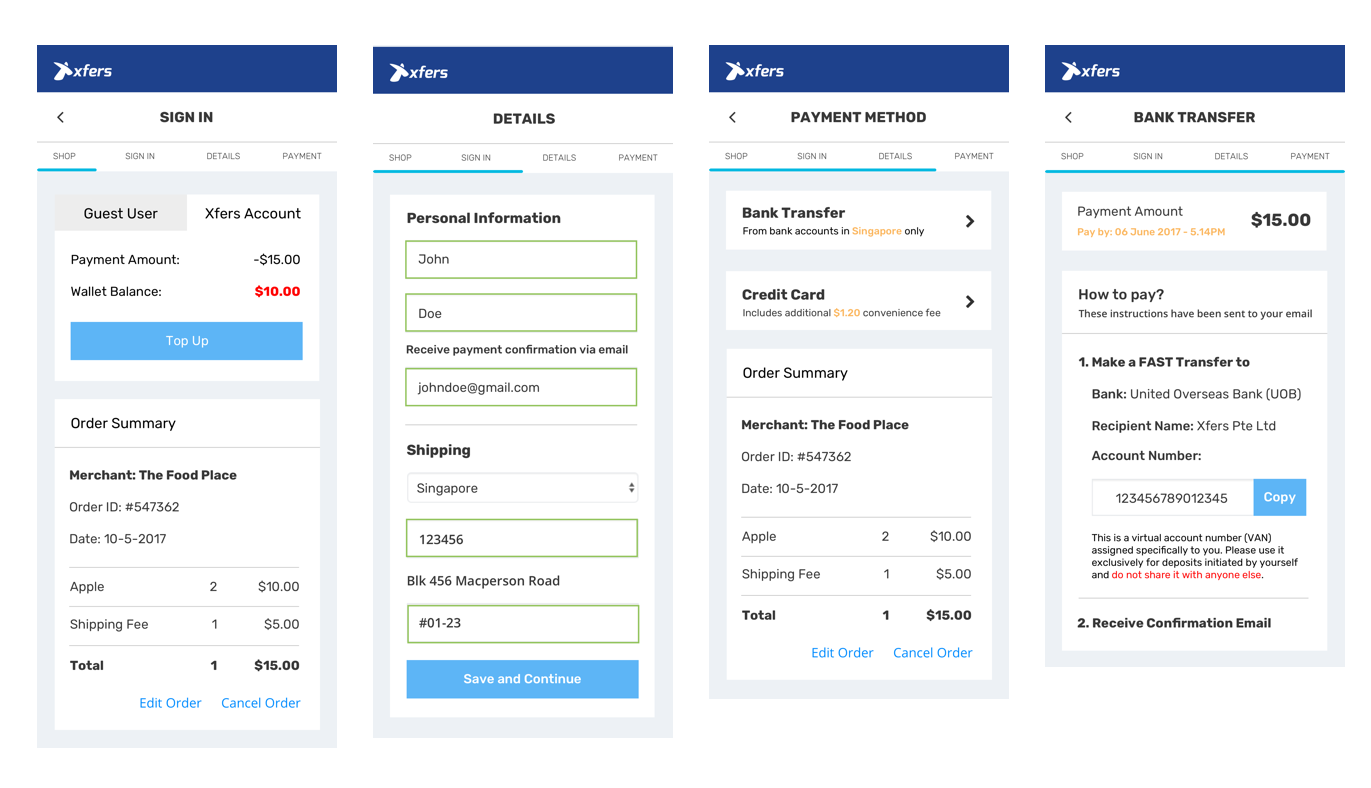 xfers
SIGN IN
SHOP SIGN IN DETAILS PAYMENT
Guest User Xfers Account
Payment Amount: -$15.00
Wallet Balance: $10.00
Top Up
Order Summary
Merchant: The Food Place
Order ID: #547362
Date: 10-5-2017
Apple 2 $10.00
Shipping Fee 1 $5.00
Total 1 $15.00
Edit Order Cancel Order
xfers
DETAILS
SHOP SIGN IN DETAILS PAYMENT
Personal Information
John
Doe
Receive payment confirmation via email
johndoe@gmail.com
Shipping
Singapore
123456
Blk 456 Macperson Road
#01-23
Save and Continue
xfers
PAYMENT METHOD
SHOP SIGN IN DETAILS PAYMENT
Bank Transfer
From bank accounts in Singapore only
Credit Card
Includes additional $1.20 convenience fee
Order Summary
Merchant: The Food Place
Order ID: #547362
Date: 10-5-2017
Apple 2 $10.00
Shipping Fee 1 $5.00
Total 1 $15.00
Edit Order Cancel Order
xfers
BANK TRANSFER
SHOP SIGN IN DETAILS PAYMENT
Payment Amount $15.00
Pay by: 06 June 2017 - 5.14PM
How to pay?
These instructions have been sent to your email
1. Make a FAST Transfer to
Bank: United Overseas Bank (UOB)
Recipient Name: Xfers Pte Ltd
Account Number:
123456789012345 Copy
This is a virtual account number (VAN)
assigned specifically to you. Please use it
exclusively for deposits initiated by yourself
and do not share it with anyone else.
2. Receive Confirmation Email